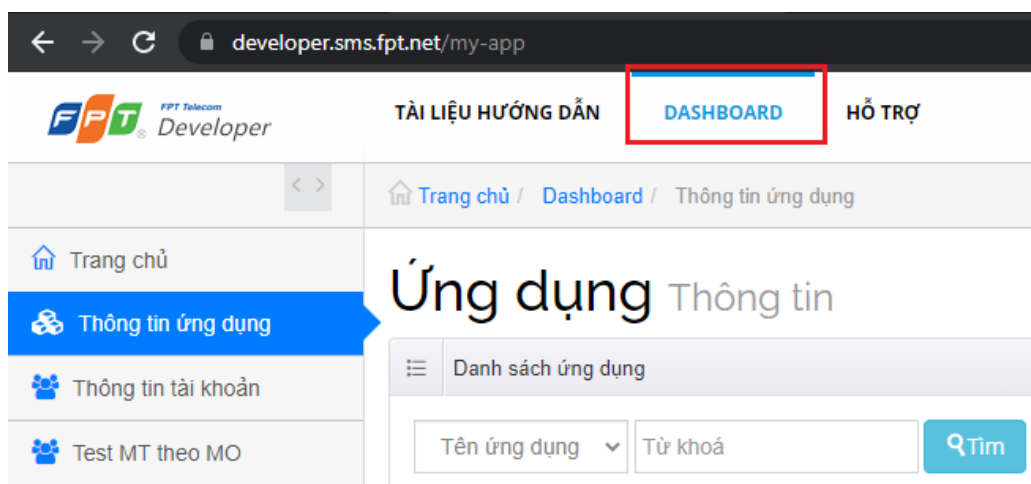 developer.sms.fpt.net/my-app
FPT Telecom
FPT® Developer
TÀI LIỆU HƯỚNG DẪN DASHBOARD HỖ TRỢ
Trang chủ / Dashboard / Thông tin ứng dụng
Trang chủ
Thông tin ứng dụng
Thông tin tài khoản
Test MT theo MO
Ứng dụng Thông tin
Danh sách ứng dụng
Tên ứng dụng Từ khoá Tìm